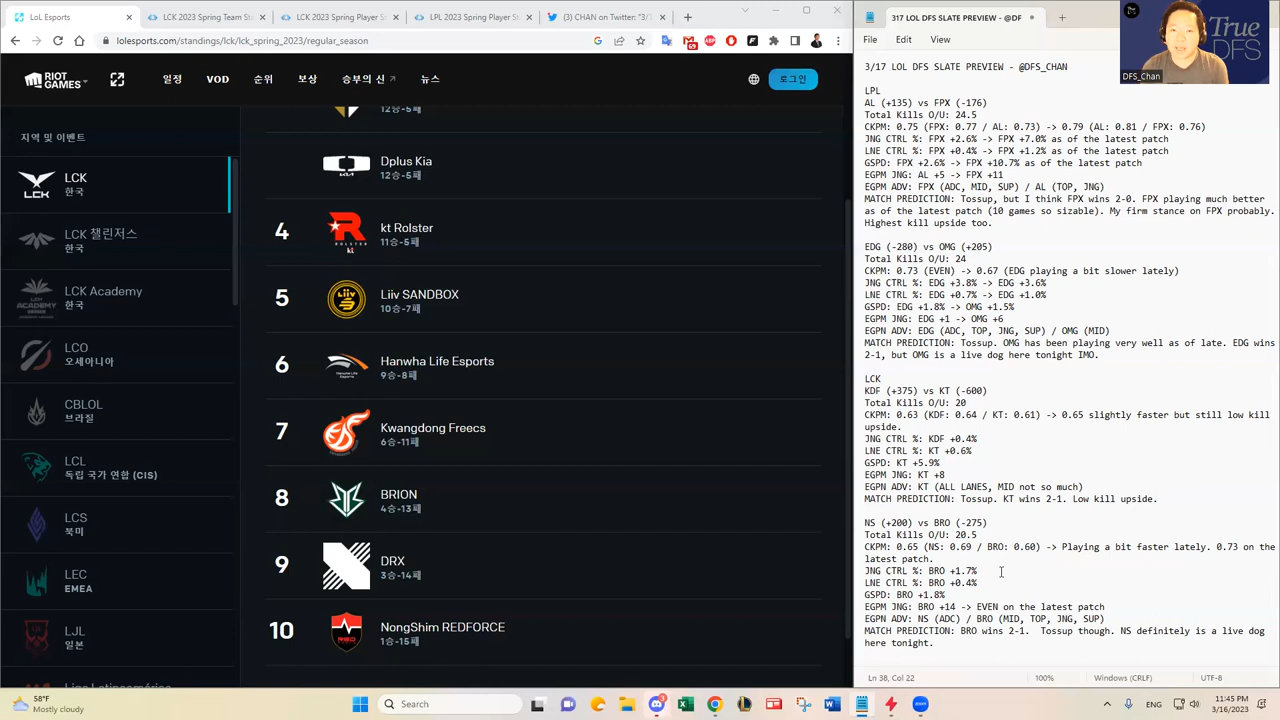 LoL Esports
LCK 2023 Spring Team St
LCK 2023 Spring Player S
LPL 2023 Spring Player St
(3) CHAN on Twitter: "3/1
lolesports.com/standings/lck/lck_spring_2023/regular_season
69
RIOT
GAMES
일정
VOD
순위
보상
승부의 신
뉴스
로그인
지역 및 이벤트
LCK
한국
LCK 챌린저스
한국
LCK Academy
한국
LCO
오세아니아
CBLOL
브라질
LCL
독립 국가 연합 (CIS)
LCS
북미
LEC
EMEA
LJL
일본
Liga Latinoamérica
12승-5패
Dplus Kia
12승-5패
4
kt Rolster
11승-5패
5
Liiv SANDBOX
10승-7패
6
Hanwha Life Esports
9승-8패
7
Kwangdong Freecs
6승-11패
8
BRION
4승-13패
9
DRX
3승-14패
10
NongShim REDFORCE
1승-15패
317 LOL DFS SLATE PREVIEW - @DF
File
Edit
View
True
DFS
DFS_Chan
3/17 LOL DFS SLATE PREVIEW - @DFS_CHAN
LPL
AL (+135) vs FPX (-176)
Total Kills O/U: 24.5
CKPM: 0.75 (FPX: 0.77 / AL: 0.73) -> 0.79 (AL: 0.81 / FPX: 0.76)
JNG CTRL %: FPX +2.6% -> FPX +7.0% as of the latest patch
LNE CTRL %: FPX +0.4% -> FPX +1.2% as of the latest patch
GSPD: FPX +2.6% -> FPX +10.7% as of the latest patch
EGPM JNG: AL +5 -> FPX +11
EGPM ADV: FPX (ADC, MID, SUP) / AL (TOP, JNG)
MATCH PREDICTION: Tossup, but I think FPX wins 2-0. FPX playing much better
as of the latest patch (10 games so sizable). My firm stance on FPX probably.
Highest kill upside too.
EDG (-280) vs OMG (+205)
Total Kills O/U: 24
CKPM: 0.73 (EVEN) -> 0.67 (EDG playing a bit slower lately)
JNG CTRL %: EDG +3.8% -> EDG +3.6%
LNE CTRL %: EDG +0.7% -> EDG +1.0%
GSPD: EDG +1.8% -> OMG +1.5%
EGPM JNG: EDG +1 -> OMG +6
EGPN ADV: EDG (ADC, TOP, JNG, SUP) / OMG (MID)
MATCH PREDICTION: Tossup. OMG has been playing very well as of late. EDG wins
2-1, but OMG is a live dog here tonight IMO.
LCK
KDF (+375) vs KT (-600)
Total Kills O/U: 20
CKPM: 0.63 (KDF: 0.64 / KT: 0.61) -> 0.65 slightly faster but still low kill
upside.
JNG CTRL %: KDF +0.4%
LNE CTRL %: KT +0.6%
GSPD: KT +5.9%
EGPM JNG: KT +8
EGPN ADV: KT (ALL LANES, MID not so much)
MATCH PREDICTION: Tossup. KT wins 2-1. Low kill upside.
NS (+200) vs BRO (-275)
Total Kills O/U: 20.5
CKPM: 0.65 (NS: 0.69 / BRO: 0.60) -> Playing a bit faster lately. 0.73 on the
latest patch.
JNG CTRL %: BRO +1.7%
LNE CTRL %: BRO +0.4%
GSPD: BRO +1.8%
EGPM JNG: BRO +14 -> EVEN on the latest patch
EGPM ADV: NS (ADC) / BRO (MID, TOP, JNG, SUP)
MATCH PREDICTION: BRO wins 2-1.  Tossup though. NS definitely is a live dog
here tonight.
Ln 38, Col 22
100%
Windows (CRLF)
UTF-8
58°F
Mostly cloudy
Search
ENG
11:45 PM
3/16/2023